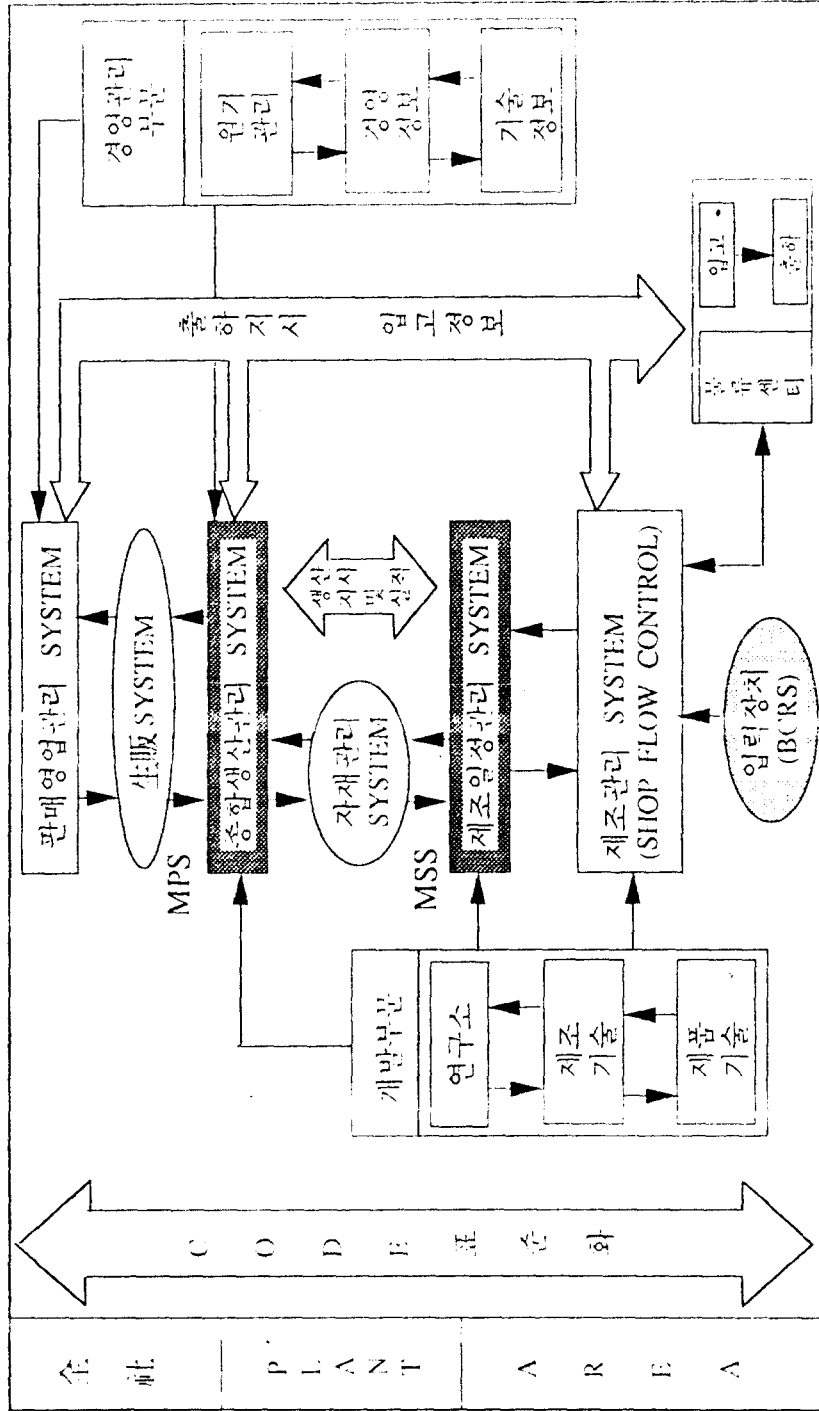 全社
P L A N T
A R E A
C O D E 표 준 화
판매영업관리 SYSTEM
生販 SYSTEM
MPS
종합생산관리 SYSTEM
자재관리
SYSTEM
생산
지시
및
실적
MSS
제조일정관리 SYSTEM
제조관리 SYSTEM
(SHOP FLOW CONTROL)
입력장치
(BCRS)
개발부문
연구소
제조
기술
제품
기술
출하지시
입고정보
경영관리
부문
원가
관리
경영
정보
기술
정보
물류센터
입고
출하